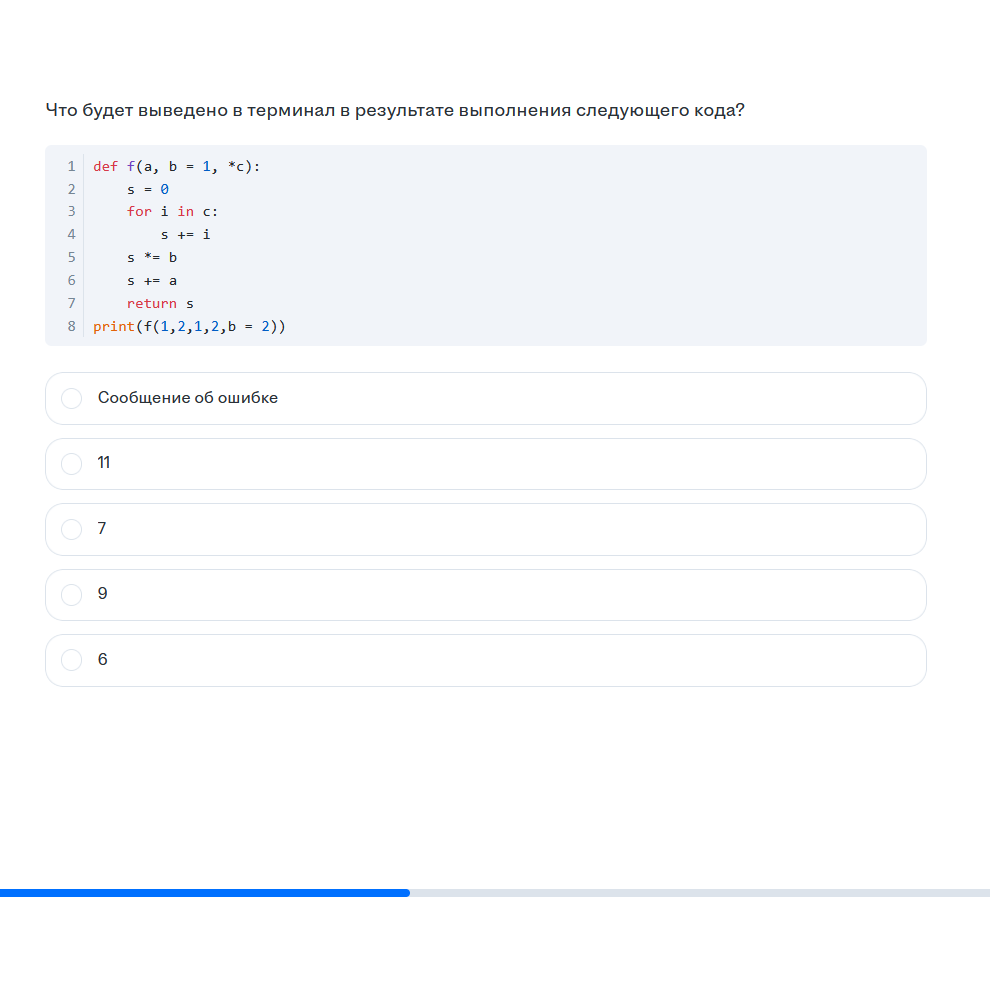 Что будет выведено в терминал в результате выполнения следующего кода?
1 def f(a, b = 1, *c):
2     s = 0
3     for i in c:
4         s += i
5     s *= b
6     s += a
7     return s
8 print(f(1,2,1,2,b = 2))
Сообщение об ошибке
11
7
9
6